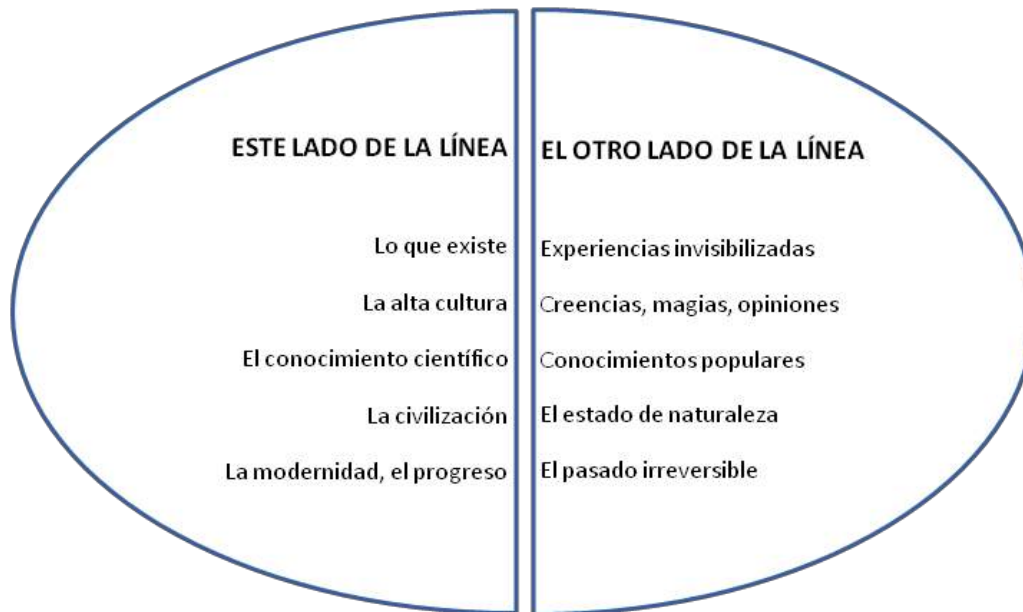 ESTE LADO DE LA LÍNEA
Lo que existe
La alta cultura
El conocimiento científico
La civilización
La modernidad, el progreso
EL OTRO LADO DE LA LÍNEA
Experiencias invisibilizadas
Creencias, magias, opiniones
Conocimientos populares
El estado de naturaleza
El pasado irreversible